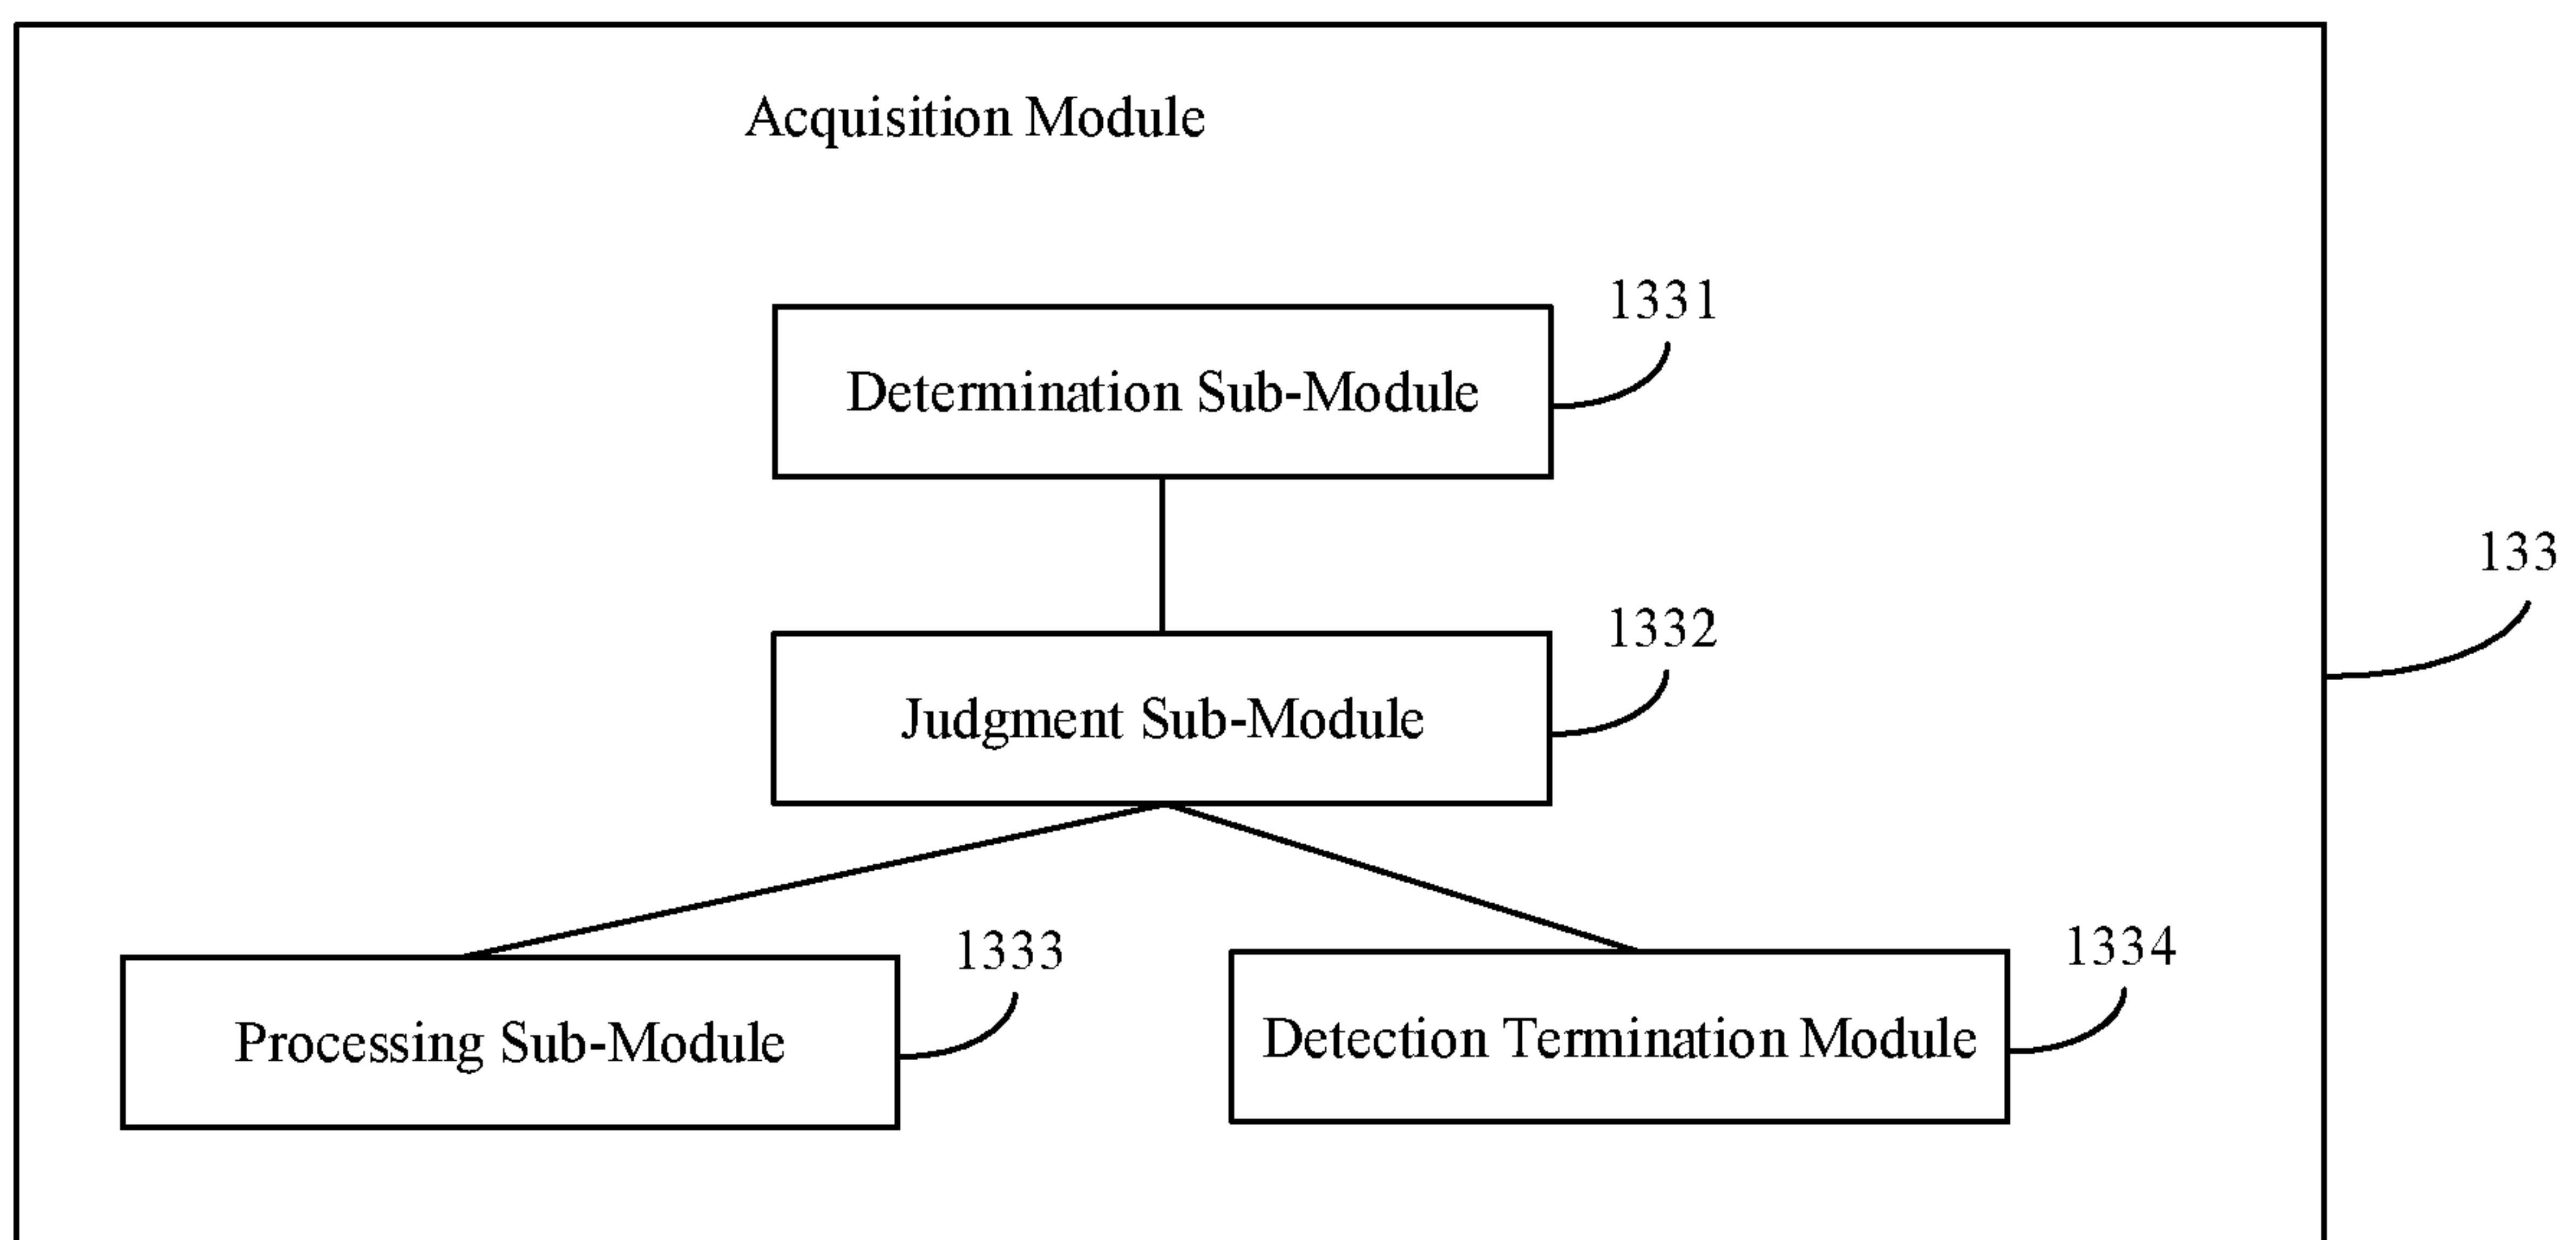 Acquisition Module
1331
Determination Sub-Module
133
1332
Judgment Sub-Module
1333
1334
Processing Sub-Module
Detection Termination Module